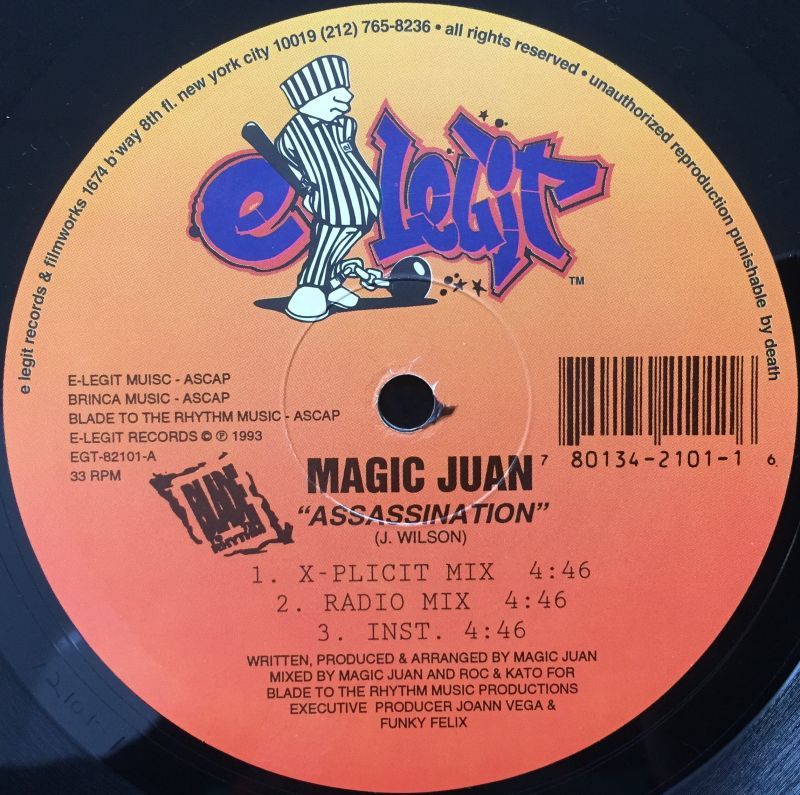 e legit records & filmworks 1674 b'way 8th fl. new york city 10019 (212) 765-8236 • all rights reserved • unauthorized reproduction punishable by death
e LeGiT
TM
E-LEGIT MUISC - ASCAP
BRINCA MUSIC - ASCAP
BLADE TO THE RHYTHM MUSIC - ASCAP
E-LEGIT RECORDS © ℗ 1993
EGT-82101-A
33 RPM
BLADE
RHYTHM
7 80134-2101-1 6
MAGIC JUAN
"ASSASSINATION"
(J. WILSON)
1. X-PLICIT MIX 4:46
2. RADIO MIX 4:46
3. INST. 4:46
WRITTEN, PRODUCED & ARRANGED BY MAGIC JUAN
MIXED BY MAGIC JUAN AND ROC & KATO FOR
BLADE TO THE RHYTHM MUSIC PRODUCTIONS
EXECUTIVE PRODUCER JOANN VEGA &
FUNKY FELIX